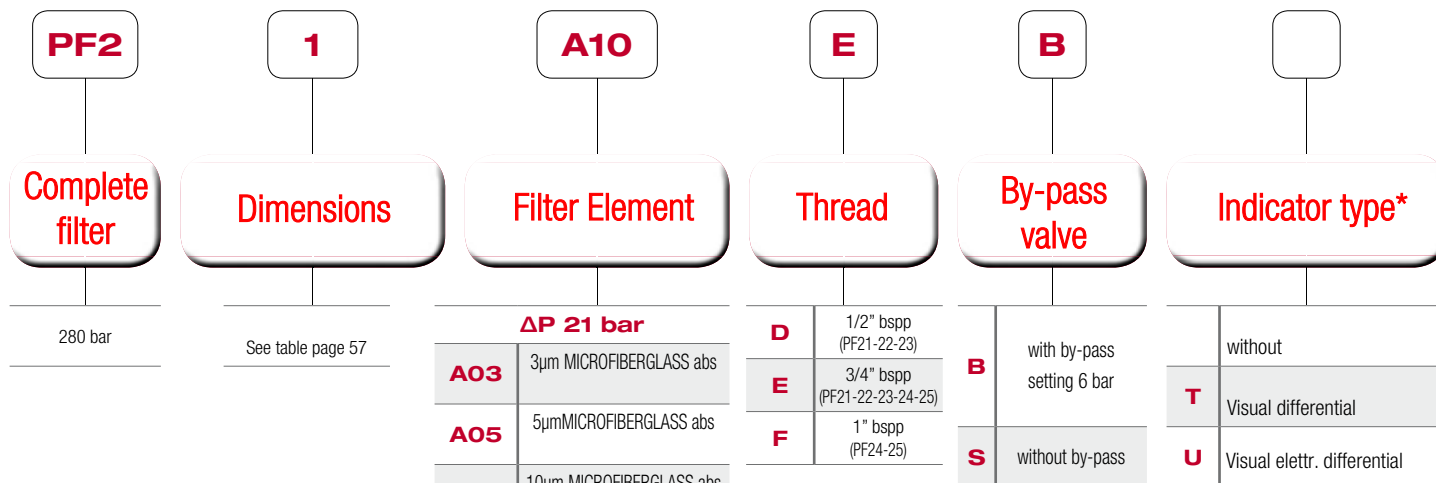 PF2 1 A10 E B
Complete filter
Dimensions
Filter Element
Thread
By-pass valve
Indicator type*
280 bar
See table page 57
ΔP 21 bar
A03 3µm MICROFIBERGLASS abs
A05 5µmMICROFIBERGLASS abs
10µm MICROFIBERGLASS abs
D 1/2” bspp (PF21-22-23)
E 3/4” bspp (PF21-22-23-24-25)
F 1” bspp (PF24-25)
B with by-pass setting 6 bar
S without by-pass
without
T Visual differential
U Visual elettr. differential